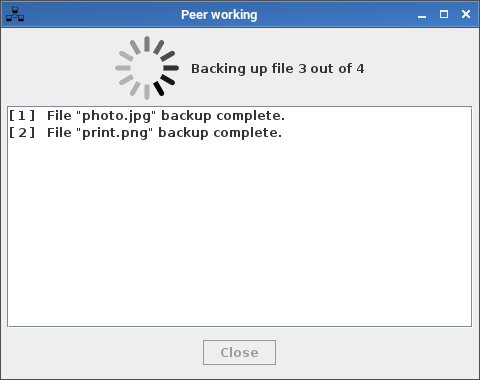 Peer working
Backing up file 3 out of 4
[1] File "photo.jpg" backup complete.
[2] File "print.png" backup complete.
Close